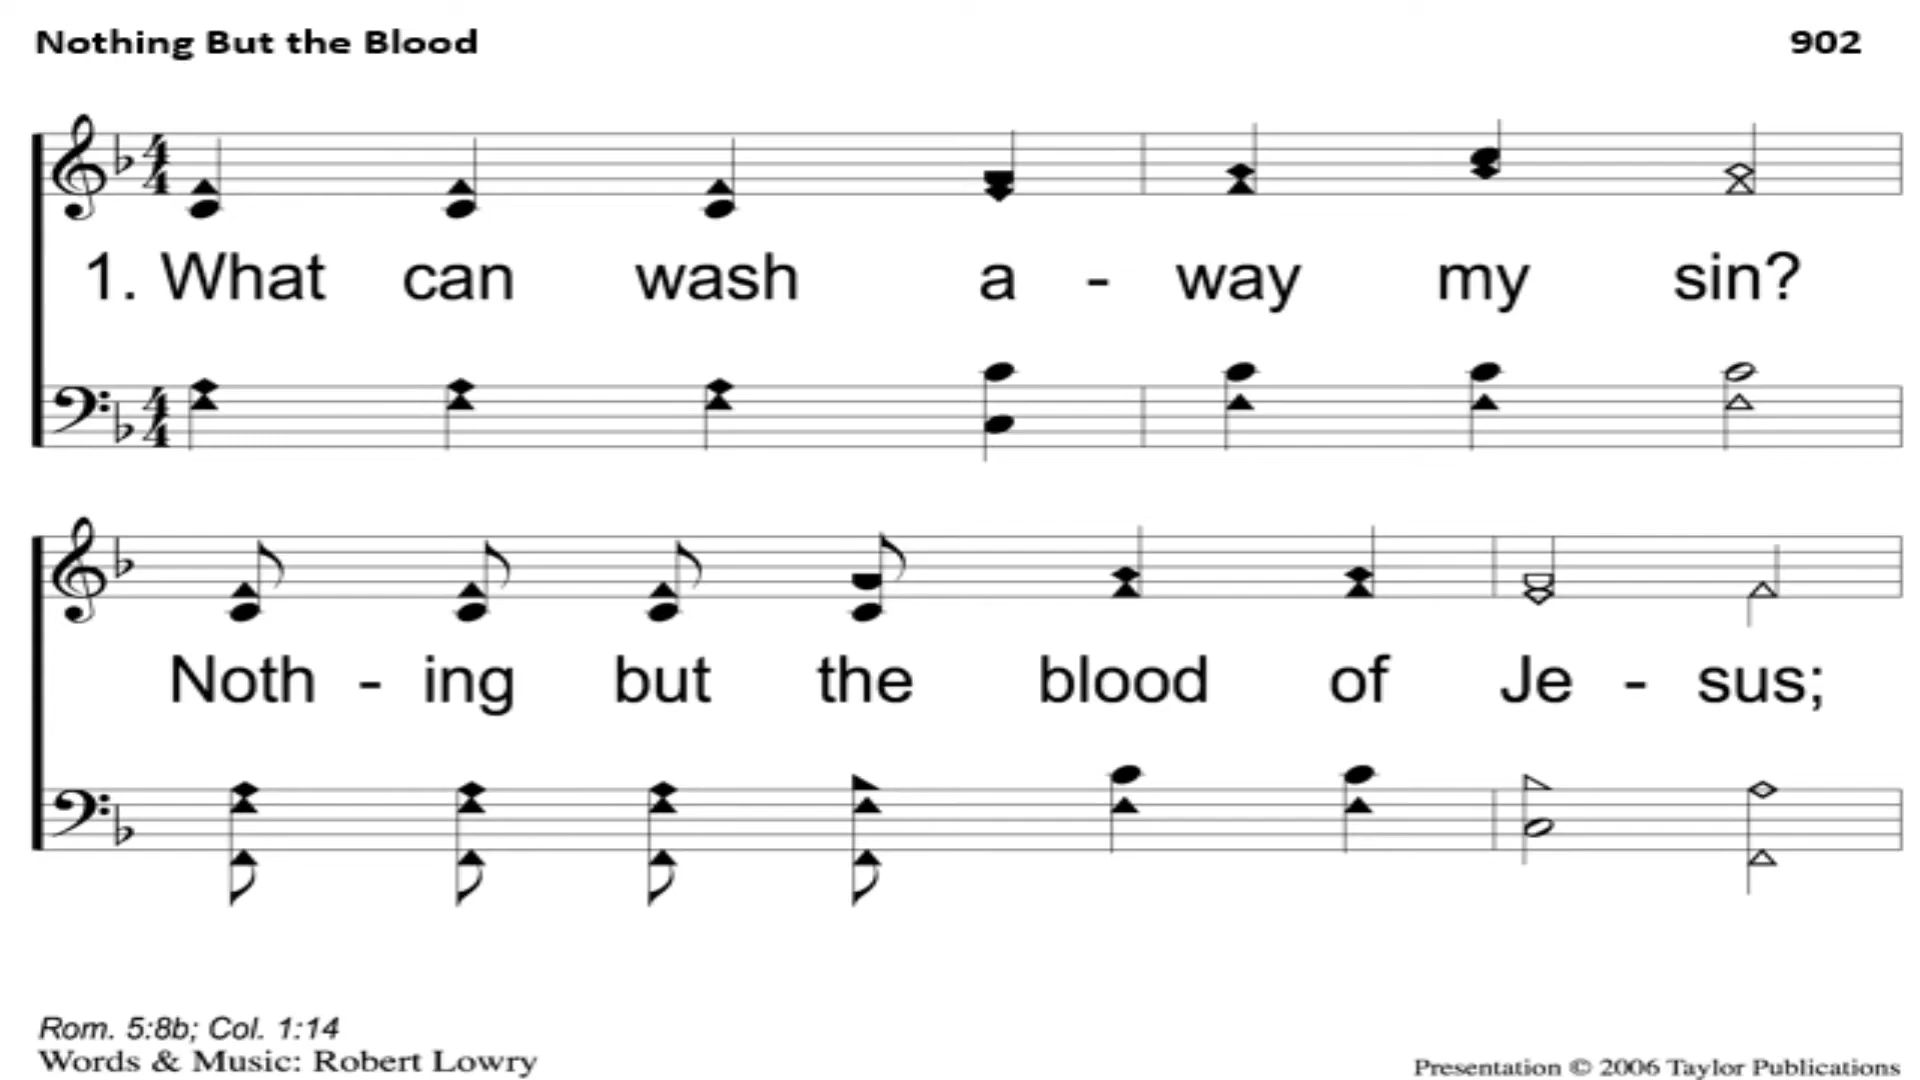 Nothing But the Blood 902
1. What can wash a - way my sin?
Noth - ing but the blood of Je - sus;
Rom. 5:8b; Col. 1:14
Words & Music: Robert Lowry
Presentation © 2006 Taylor Publications